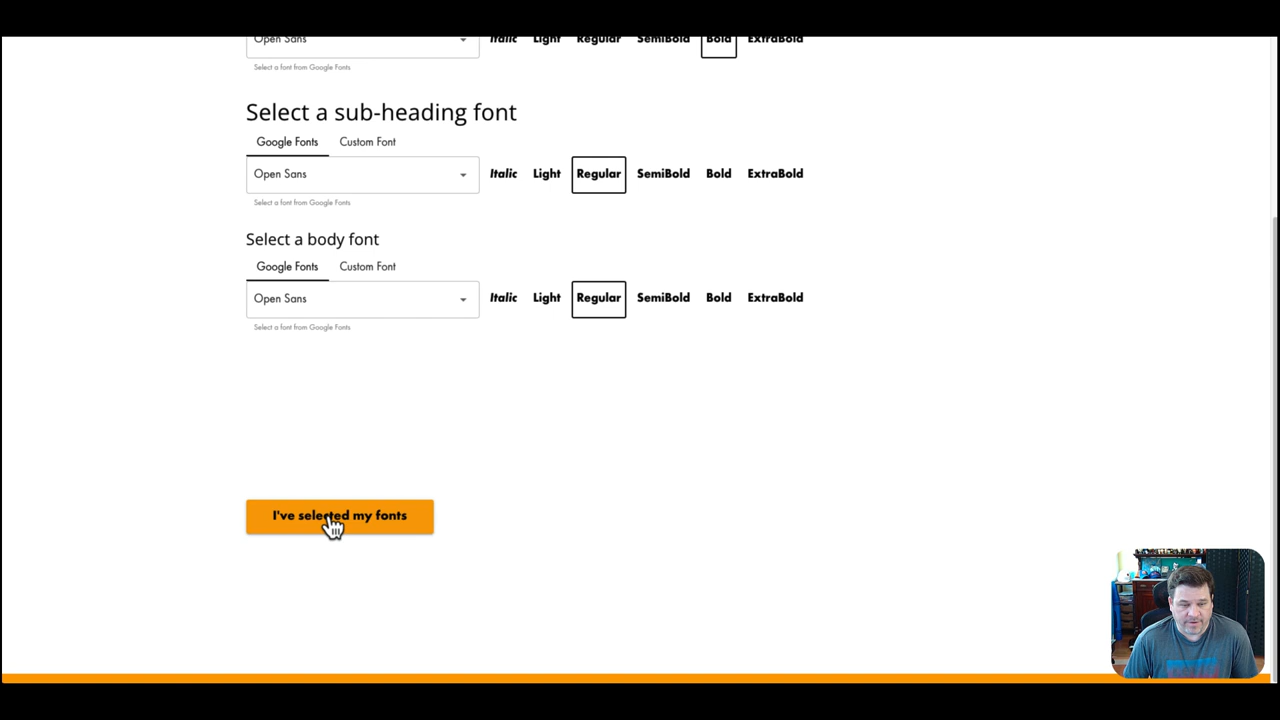 Open Sans Italic Light Regular SemiBold Bold ExtraBold
Select a font from Google Fonts
Select a sub-heading font
Google Fonts Custom Font
Open Sans Italic Light Regular SemiBold Bold ExtraBold
Select a font from Google Fonts
Select a body font
Google Fonts Custom Font
Open Sans Italic Light Regular SemiBold Bold ExtraBold
Select a font from Google Fonts
I've selected my fonts